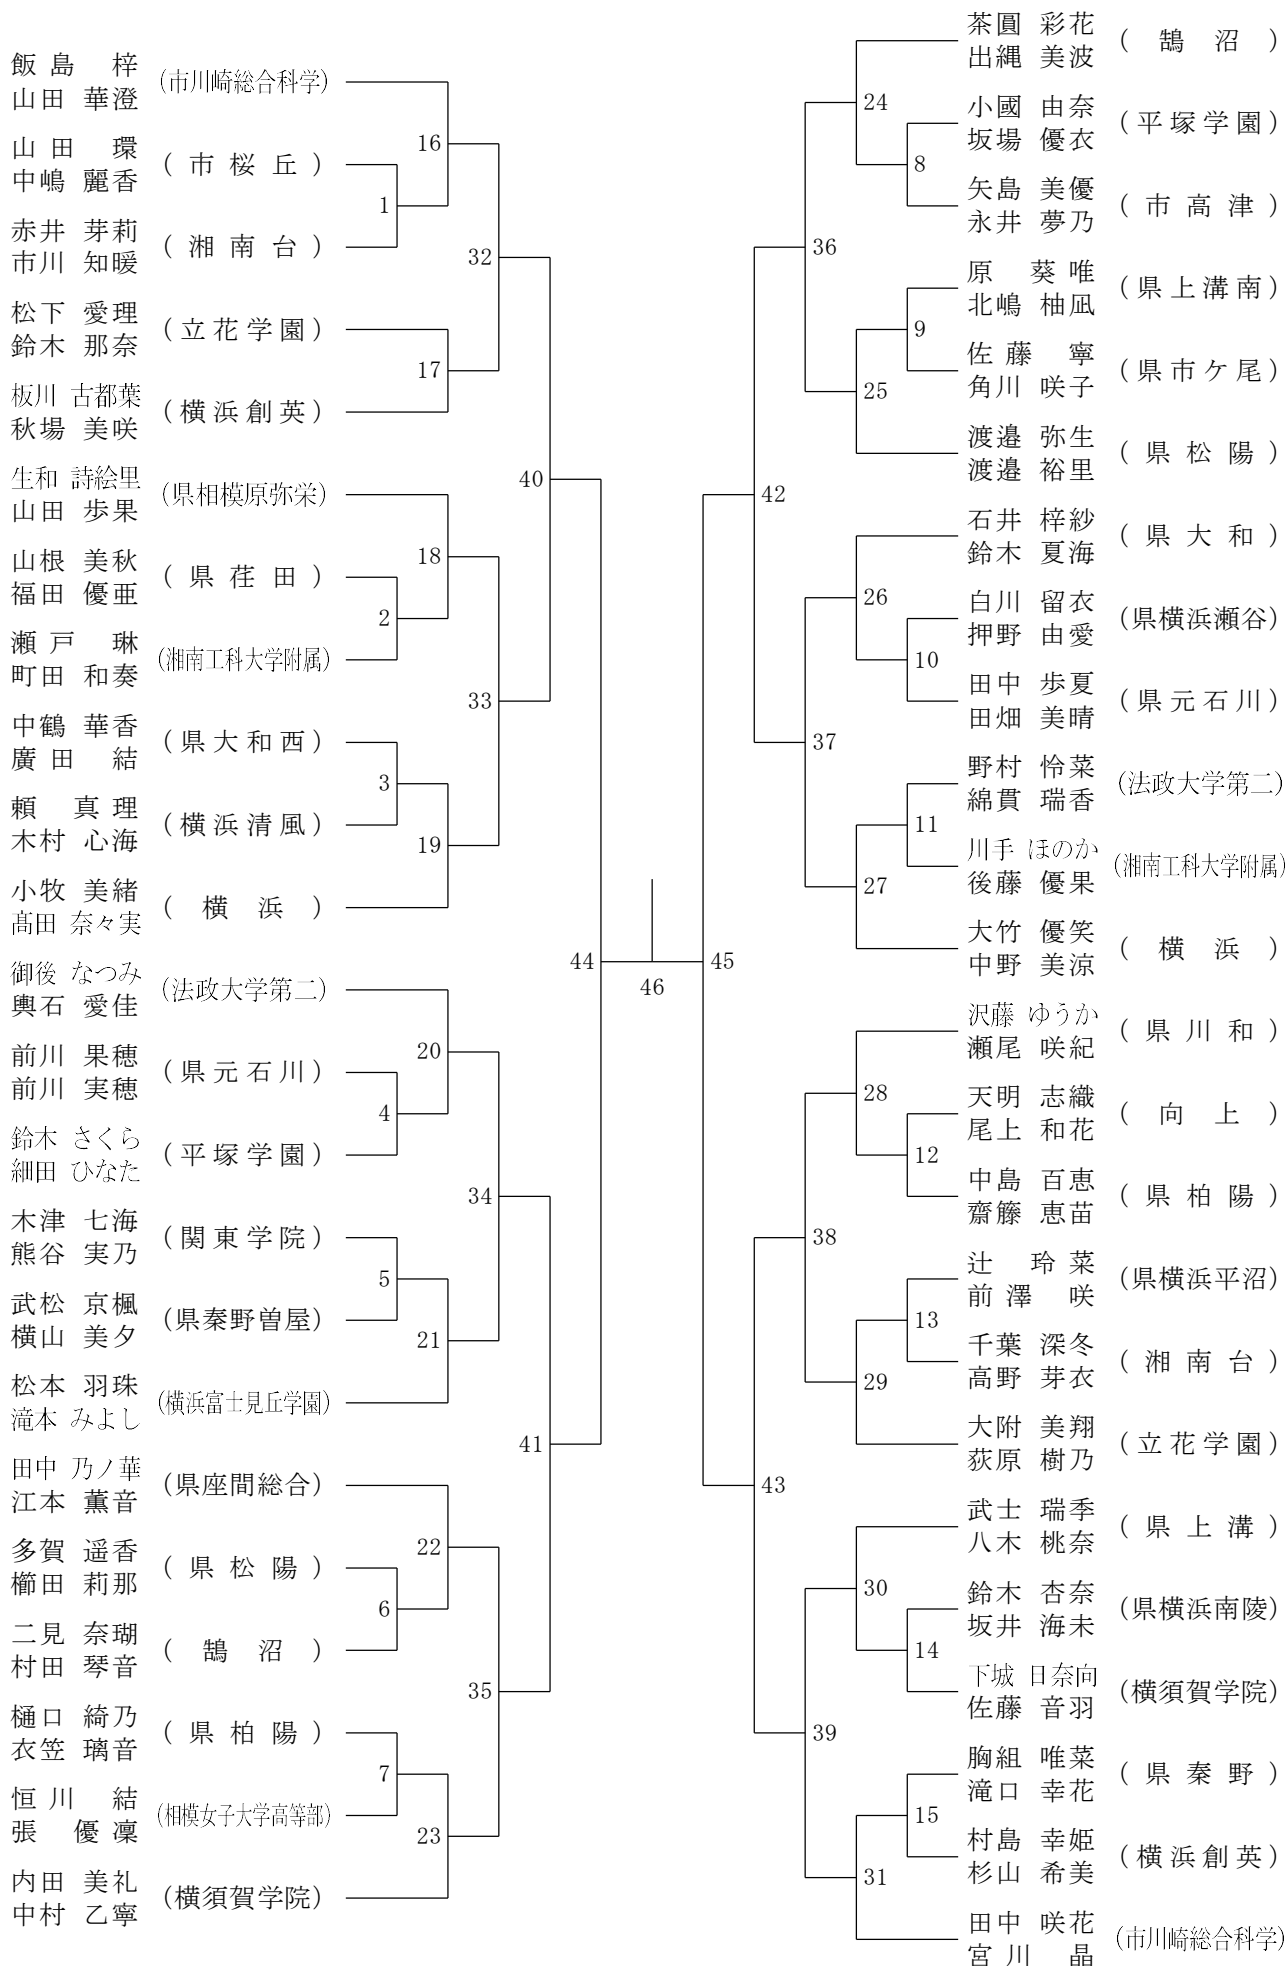 飯島 梓
山田 華澄
(市川崎総合科学)
山田 環
中嶋 麗香
(市桜丘)
赤井 芽莉
市川 知暖
(湘南台)
松下 愛理
鈴木 那奈
(立花学園)
板川 古都葉
秋場 美咲
(横浜創英)
生和 詩絵里
山田 歩果
(県相模原弥栄)
山根 美秋
福田 優亜
(県荏田)
瀬戸 琳
町田 和奏
(湘南工科大学附属)
中鶴 華香
廣田 結
(県大和西)
頼 真理
木村 心海
(横浜清風)
小牧 美緒
髙田 奈々実
(横浜)
御後 なつみ
輿石 愛佳
(法政大学第二)
前川 果穂
前川 実穂
(県元石川)
鈴木 さくら
細田 ひなた
(平塚学園)
木津 七海
熊谷 実乃
(関東学院)
武松 京楓
横山 美夕
(県秦野曽屋)
松本 羽珠
滝本 みよし
(横浜富士見丘学園)
田中 乃ノ華
江本 薫音
(県座間総合)
多賀 遥香
櫛田 莉那
(県松陽)
二見 奈瑚
村田 琴音
(鵠沼)
樋口 綺乃
衣笠 璃音
(県柏陽)
恒川 結
張 優凜
(相模女子大学高等部)
内田 美礼
中村 乙寧
(横須賀学院)
1
2
3
4
5
6
7
16
17
18
19
20
21
22
23
32
33
34
35
40
41
44
46
45
42
43
36
37
38
39
24
25
26
27
28
29
30
31
8
9
10
11
12
13
14
15
茶圓 彩花
出縄 美波
(鵠沼)
小國 由奈
坂場 優衣
(平塚学園)
矢島 美優
永井 夢乃
(市高津)
原 葵唯
北嶋 柚凪
(県上溝南)
佐藤 寧
角川 咲子
(県市ケ尾)
渡邉 弥生
渡邉 裕里
(県松陽)
石井 梓紗
鈴木 夏海
(県大和)
白川 留衣
押野 由愛
(県横浜瀬谷)
田中 歩夏
田畑 美晴
(県元石川)
野村 怜菜
綿貫 瑞香
(法政大学第二)
川手 ほのか
後藤 優果
(湘南工科大学附属)
大竹 優笑
中野 美涼
(横浜)
沢藤 ゆうか
瀬尾 咲紀
(県川和)
天明 志織
尾上 和花
(向上)
中島 百恵
齋籐 恵苗
(県柏陽)
辻 玲菜
前澤 咲
(県横浜平沼)
千葉 深冬
高野 芽衣
(湘南台)
大附 美翔
荻原 樹乃
(立花学園)
武士 瑞季
八木 桃奈
(県上溝)
鈴木 杏奈
坂井 海未
(県横浜南陵)
下城 日奈向
佐藤 音羽
(横須賀学院)
胸組 唯菜
滝口 幸花
(県秦野)
村島 幸姫
杉山 希美
(横浜創英)
田中 咲花
宮川 晶
(市川崎総合科学)